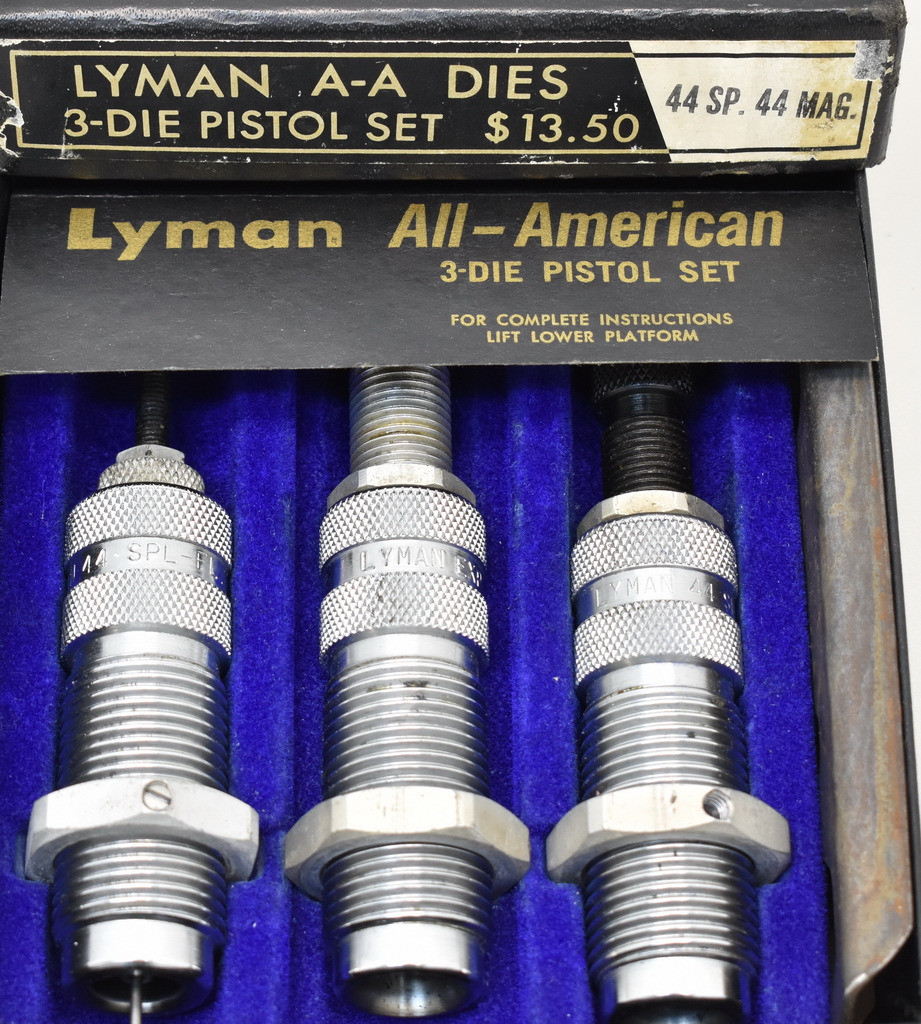 LYMAN A-A DIES
3-DIE PISTOL SET $13.50
44 SP. 44 MAG.
Lyman All-American
3-DIE PISTOL SET
FOR COMPLETE INSTRUCTIONS
LIFT LOWER PLATFORM
44 SPL-
LYMAN
LYMAN 44